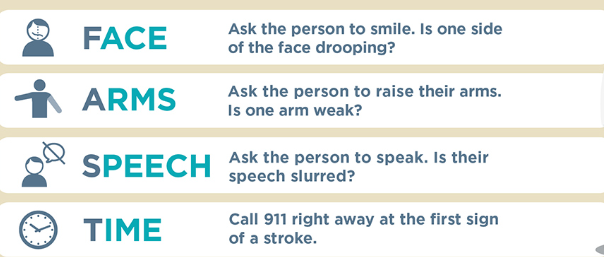 FACE
Ask the person to smile. Is one side
of the face drooping?
ARMS
Ask the person to raise their arms.
Is one arm weak?
SPEECH
Ask the person to speak. Is their
speech slurred?
TIME
Call 911 right away at the first sign
of a stroke.